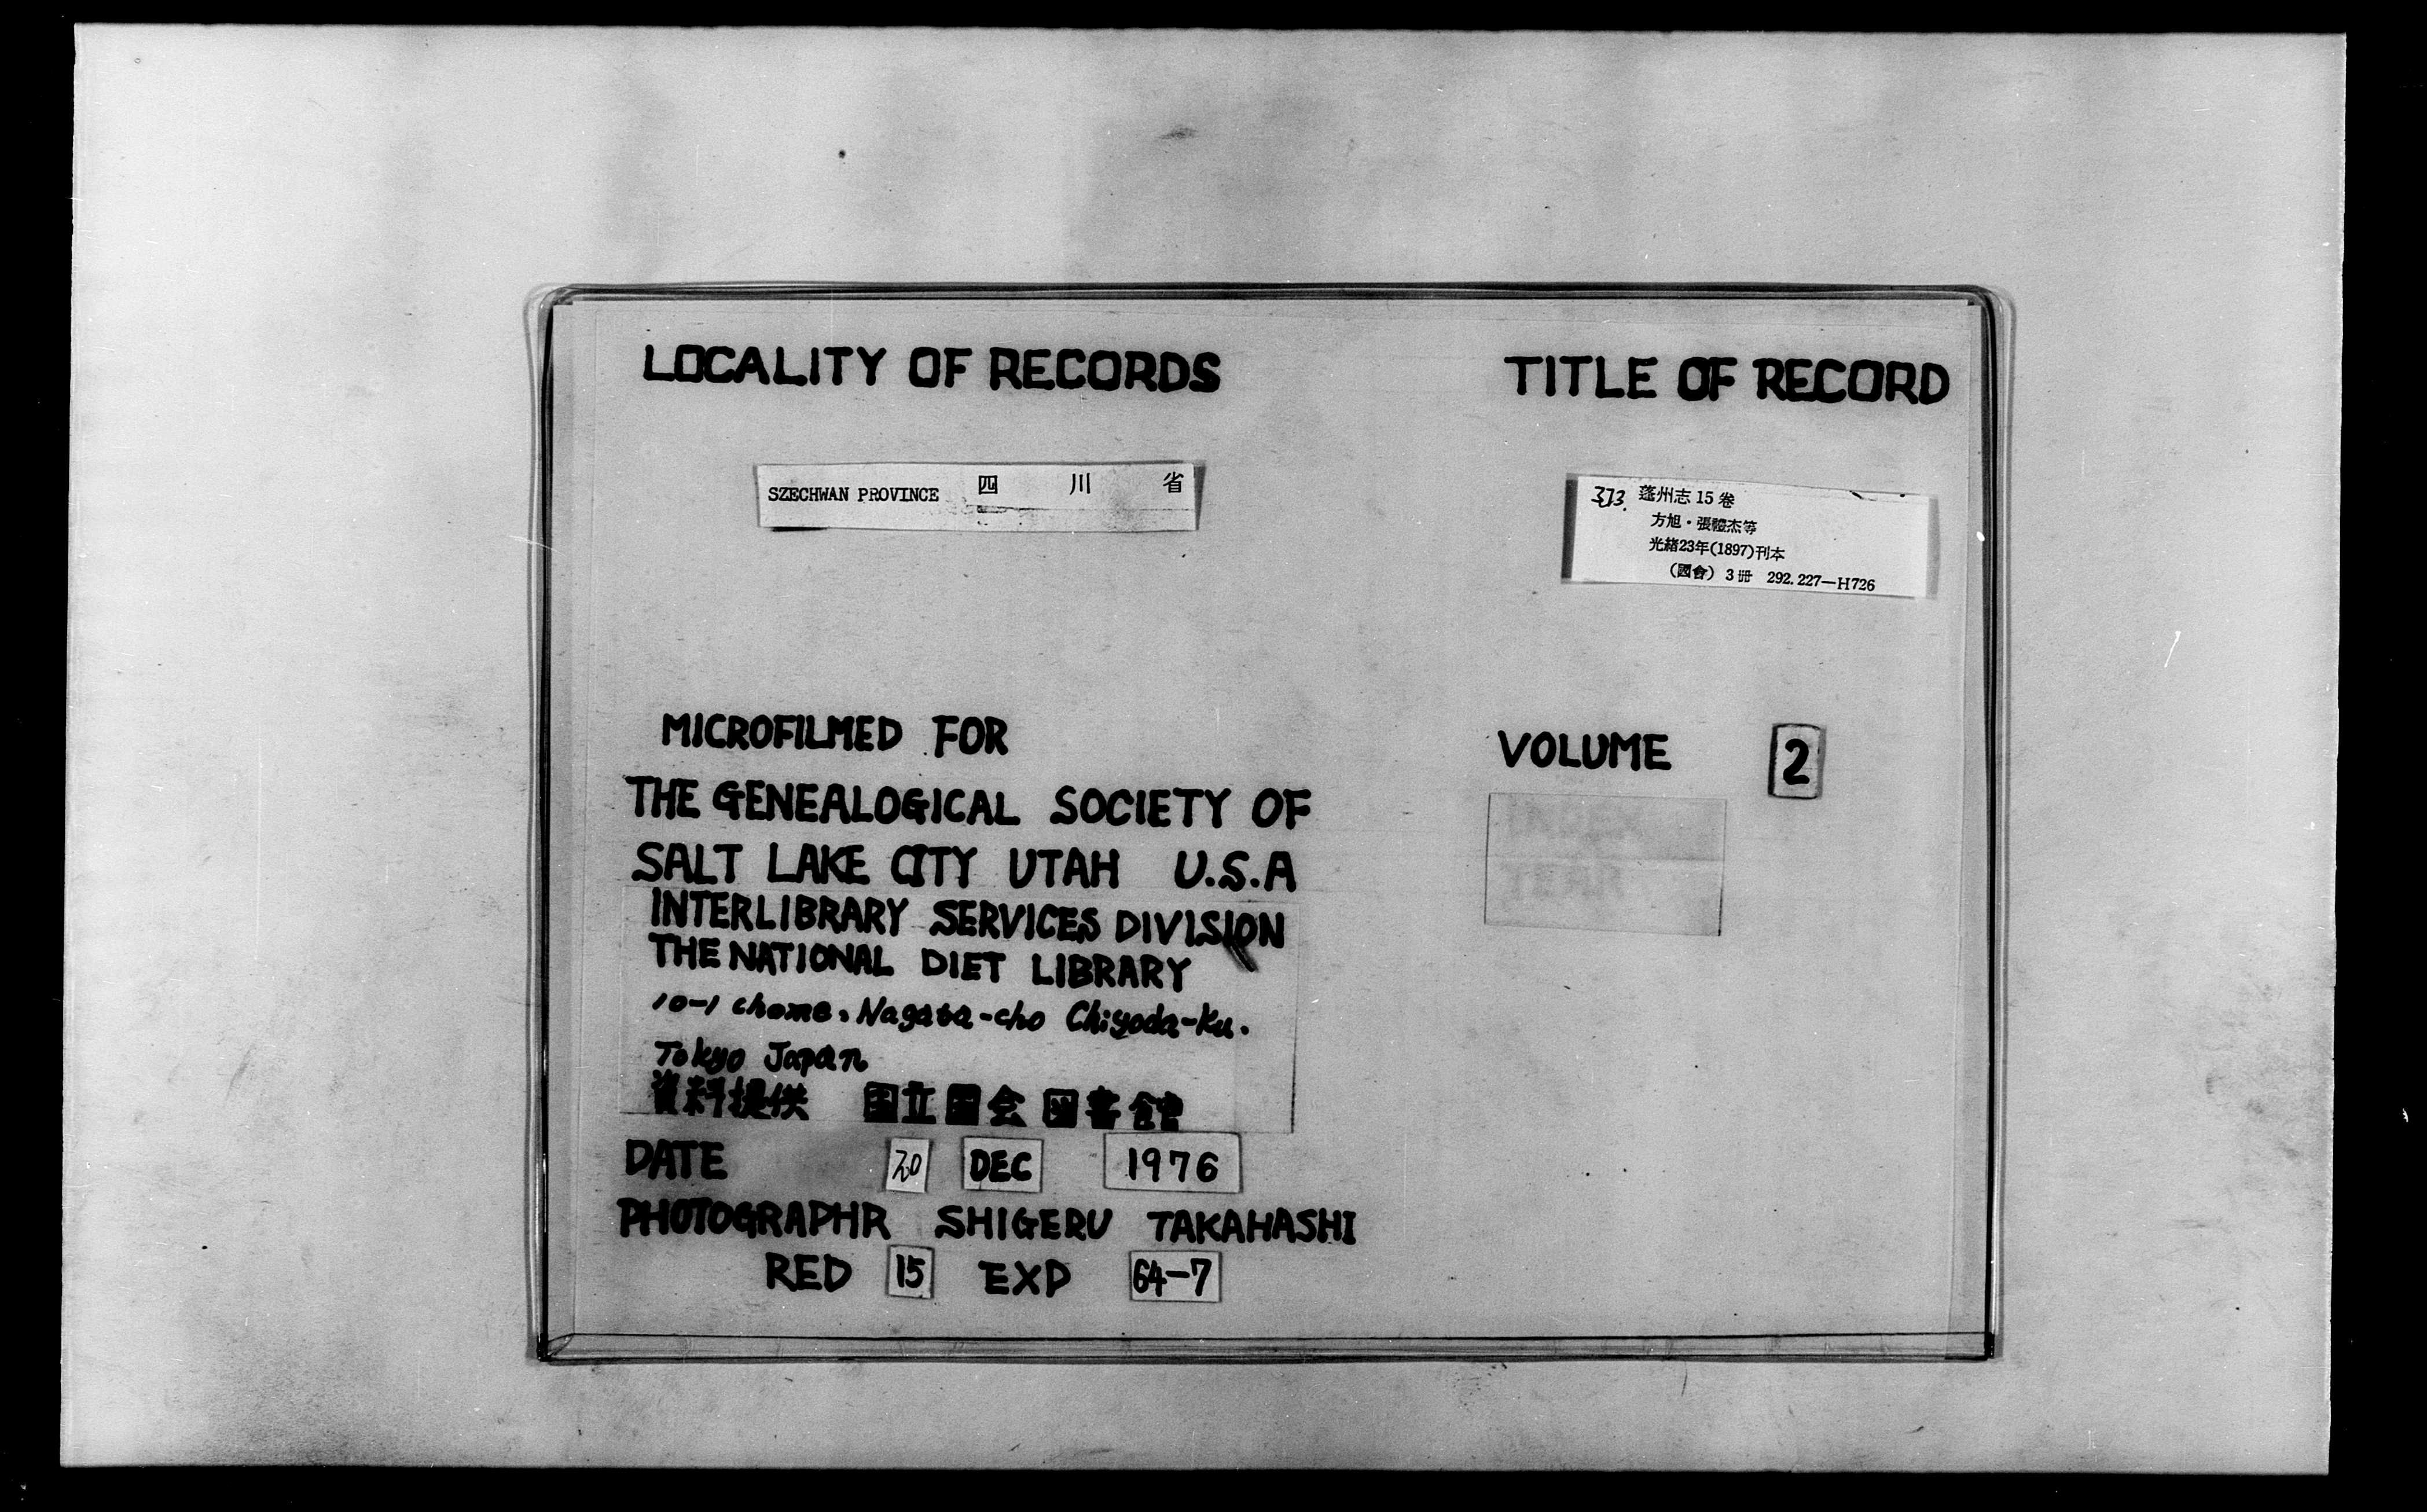 LOCALITY OF RECORDS
SZECHWAN PROVINCE 四川省
TITLE OF RECORD
373. 蓬州志 15 卷
方旭・張禮杰等
光緒23年(1897)刊本
(國會) 3冊 292.227—H726
MICROFILMED FOR
THE GENEALOGICAL SOCIETY OF
SALT LAKE CITY UTAH U.S.A
INTERLIBRARY SERVICES DIVISION
THE NATIONAL DIET LIBRARY
10-1 chome, Nagata-cho Chiyoda-Ku.
Tokyo Japan
資料提供 国立国会図書館
DATE 20 DEC 1976
PHOTOGRAPHR SHIGERU TAKAHASHI
RED 15 EXP 64-7
VOLUME 2